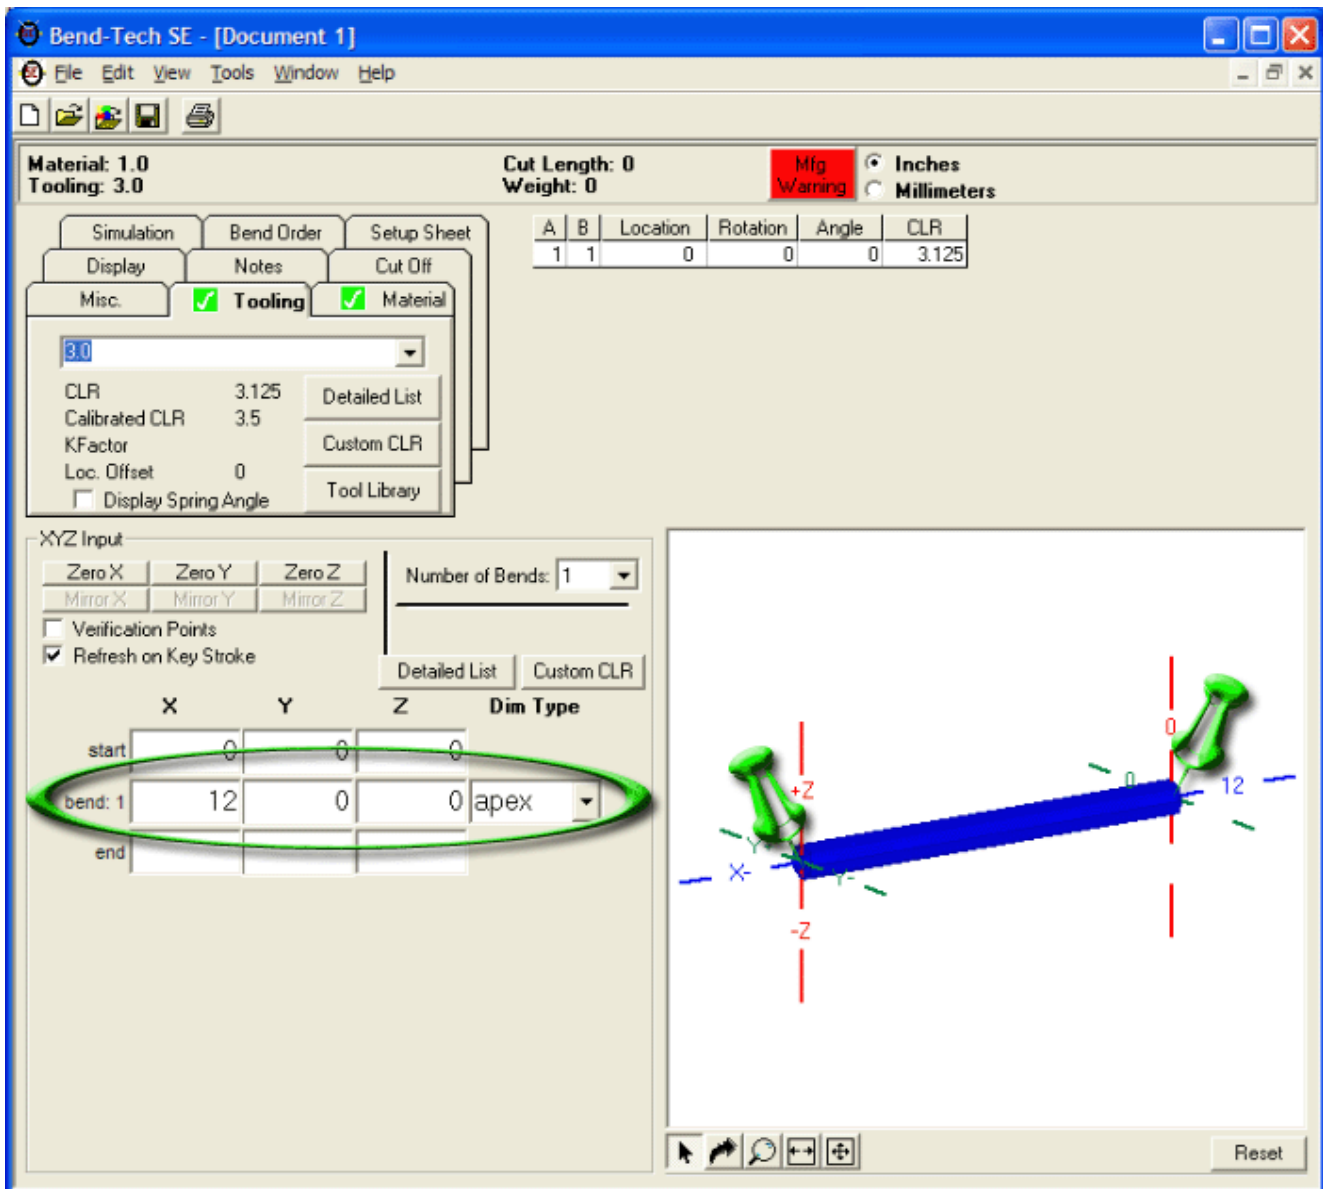 Bend-Tech SE - [Document 1]
File Edit View Tools Window Help
Material: 1.0
Tooling: 3.0
Cut Length: 0
Weight: 0
Mfg
Warning
Inches
Millimeters
Simulation Bend Order Setup Sheet
Display Notes Cut Off
Misc. Tooling Material
3.0
CLR 3.125
Calibrated CLR 3.5
KFactor
Loc. Offset 0
Display Spring Angle
Detailed List
Custom CLR
Tool Library
A B Location Rotation Angle CLR
1 1 0 0 0 3.125
XYZ Input
Zero X Zero Y Zero Z
Mirror X Mirror Y Mirror Z
Verification Points
Refresh on Key Stroke
Number of Bends: 1
Detailed List Custom CLR
X Y Z Dim Type
start 0 0 0
bend: 1 12 0 0 apex
end
0
0
12
+Z
Y+
X-
Y-
-Z
Reset